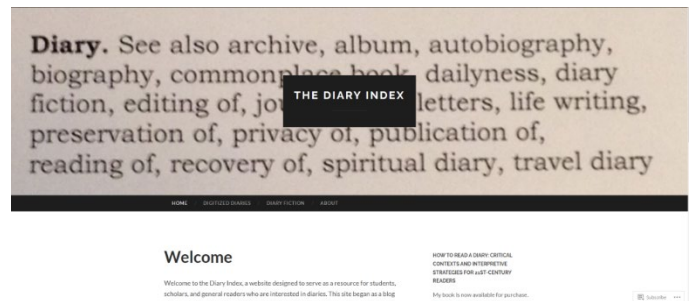 Diary. See also archive, album, autobiography,
biography, commonplace book, dailyness, diary
fiction, editing of, letters, life writing,
preservation of, privacy of, publication of,
reading of, recovery of, spiritual diary, travel diary
THE DIARY INDEX
HOME
DIGITIZED DIARIES
DIARY FICTION
ABOUT
Welcome
Welcome to the Diary Index, a website designed to serve as a resource for students,
scholars, and general readers who are interested in diaries. This site began as a blog
HOW TO READ A DIARY: CRITICAL
CONTEXTS AND INTERPRETIVE
STRATEGIES FOR 21ST-CENTURY
READERS
My book is now available for purchase.
Subscribe